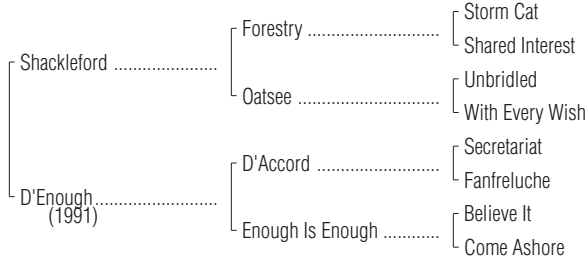 Storm Cat
Forestry ..............................
Shared Interest
Shackleford .......................
Unbridled
Oatsee ................................
With Every Wish
Secretariat
D'Accord ............................
Fanfreluche
D'Enough...........................
(1991)
Believe It
Enough Is Enough ............
Come Ashore